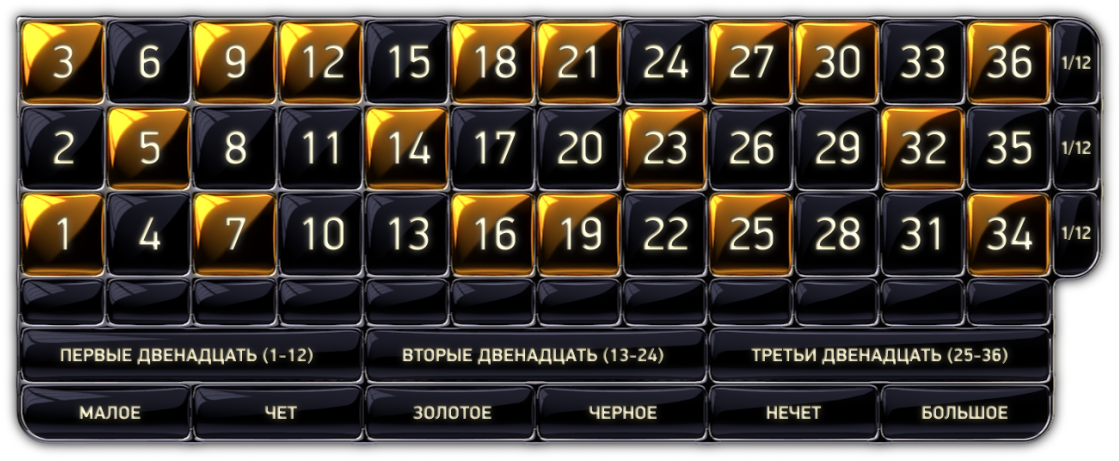 3 6 9 12 15 18 21 24 27 30 33 36 1/12
2 5 8 11 14 17 20 23 26 29 32 35 1/12
1 4 7 10 13 16 19 22 25 28 31 34 1/12
ПЕРВЫЕ ДВЕНАДЦАТЬ (1-12) ВТОРЫЕ ДВЕНАДЦАТЬ (13-24) ТРЕТЬИ ДВЕНАДЦАТЬ (25-36)
МАЛОЕ ЧЕТ ЗОЛОТОЕ ЧЕРНОЕ НЕЧЕТ БОЛЬШОЕ